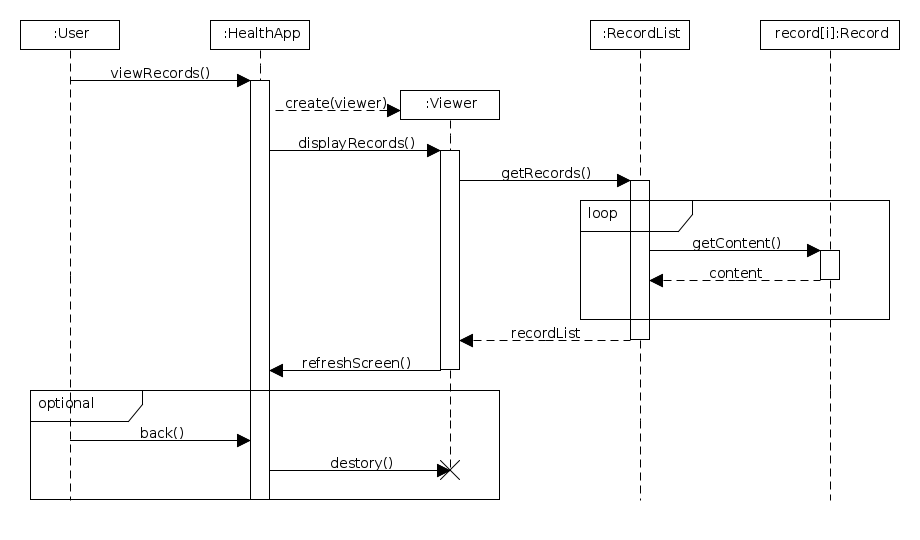 :User
:HealthApp
:RecordList
record[i]:Record
viewRecords()
create(viewer)
:Viewer
displayRecords()
getRecords()
loop
getContent()
content
recordList
refreshScreen()
optional
back()
destory()